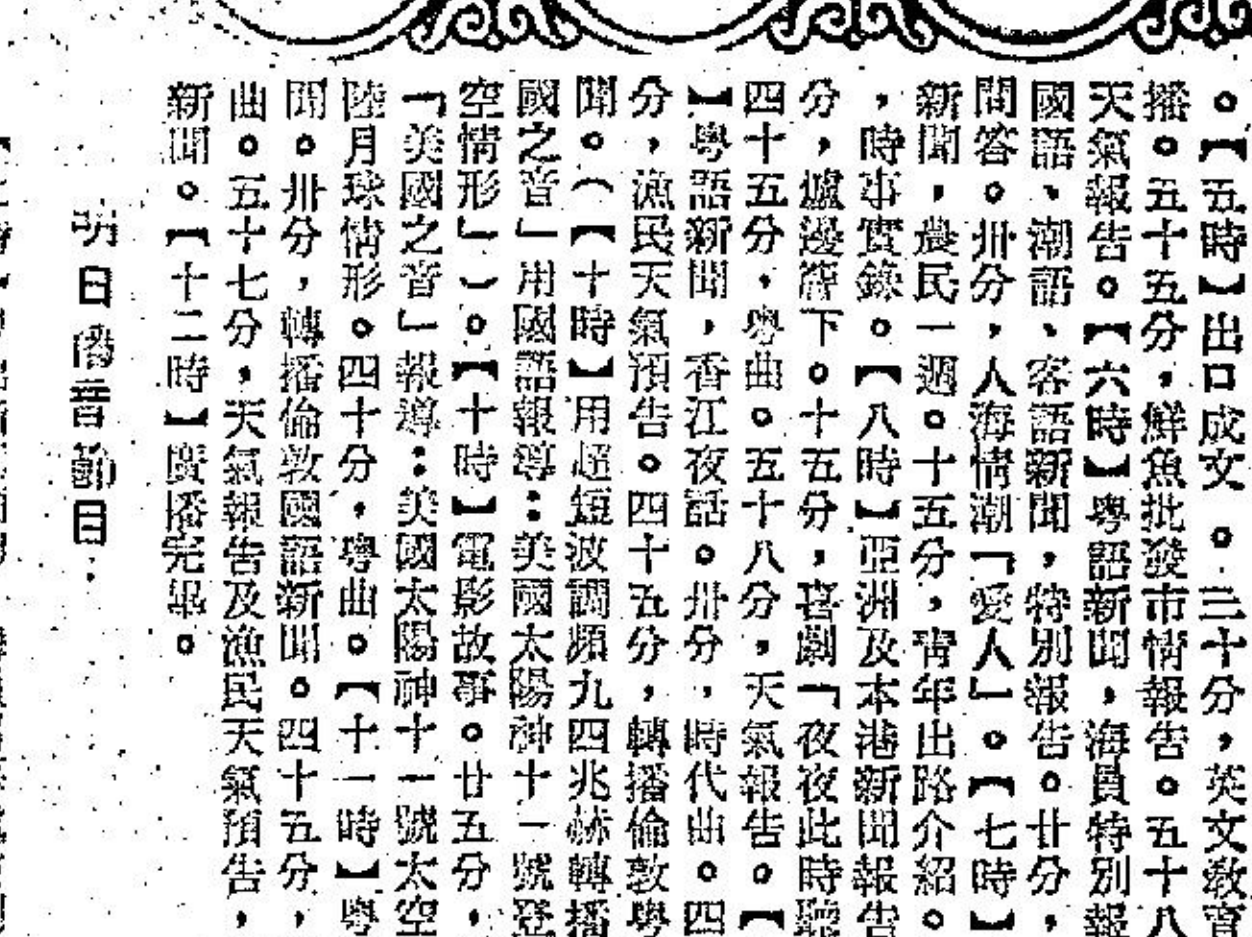 。【五時】出口成文。三十分，英文教育
播。五十五分，鮮魚批發市情報告。五十八
天氣報告。【六時】粵語新聞，海員特別報
國語、潮語、客語新聞，特別報告。廿分，
問答。卅分，人海情潮「愛人」。【七時】
新聞，農民一週。十五分，青年出路介紹。
，時事實錄。【八時】亞洲及本港新聞報告
分，爐邊簷下。十五分，喜劇「夜夜此時聽
四十五分，粵曲。五十八分，天氣報告。【
】粵語新聞，香江夜話。卅分，時代曲。四
分，漁民天氣預告。四十五分，轉播倫敦粵
聞。（【十時】用超短波調頻九四兆赫轉播
國之音」用國語報導：美國太陽神十一號登
空情形」）。【十時】電影故事。廿五分，
「美國之音」報導：美國太陽神十一號太空
陸月球情形。四十分，粵曲。【十一時】粵
聞。卅分，轉播倫敦國語新聞。四十五分，
曲。五十七分，天氣報告及漁民天氣預告，
新聞。【十二時】廣播完畢。
明日播音節目：